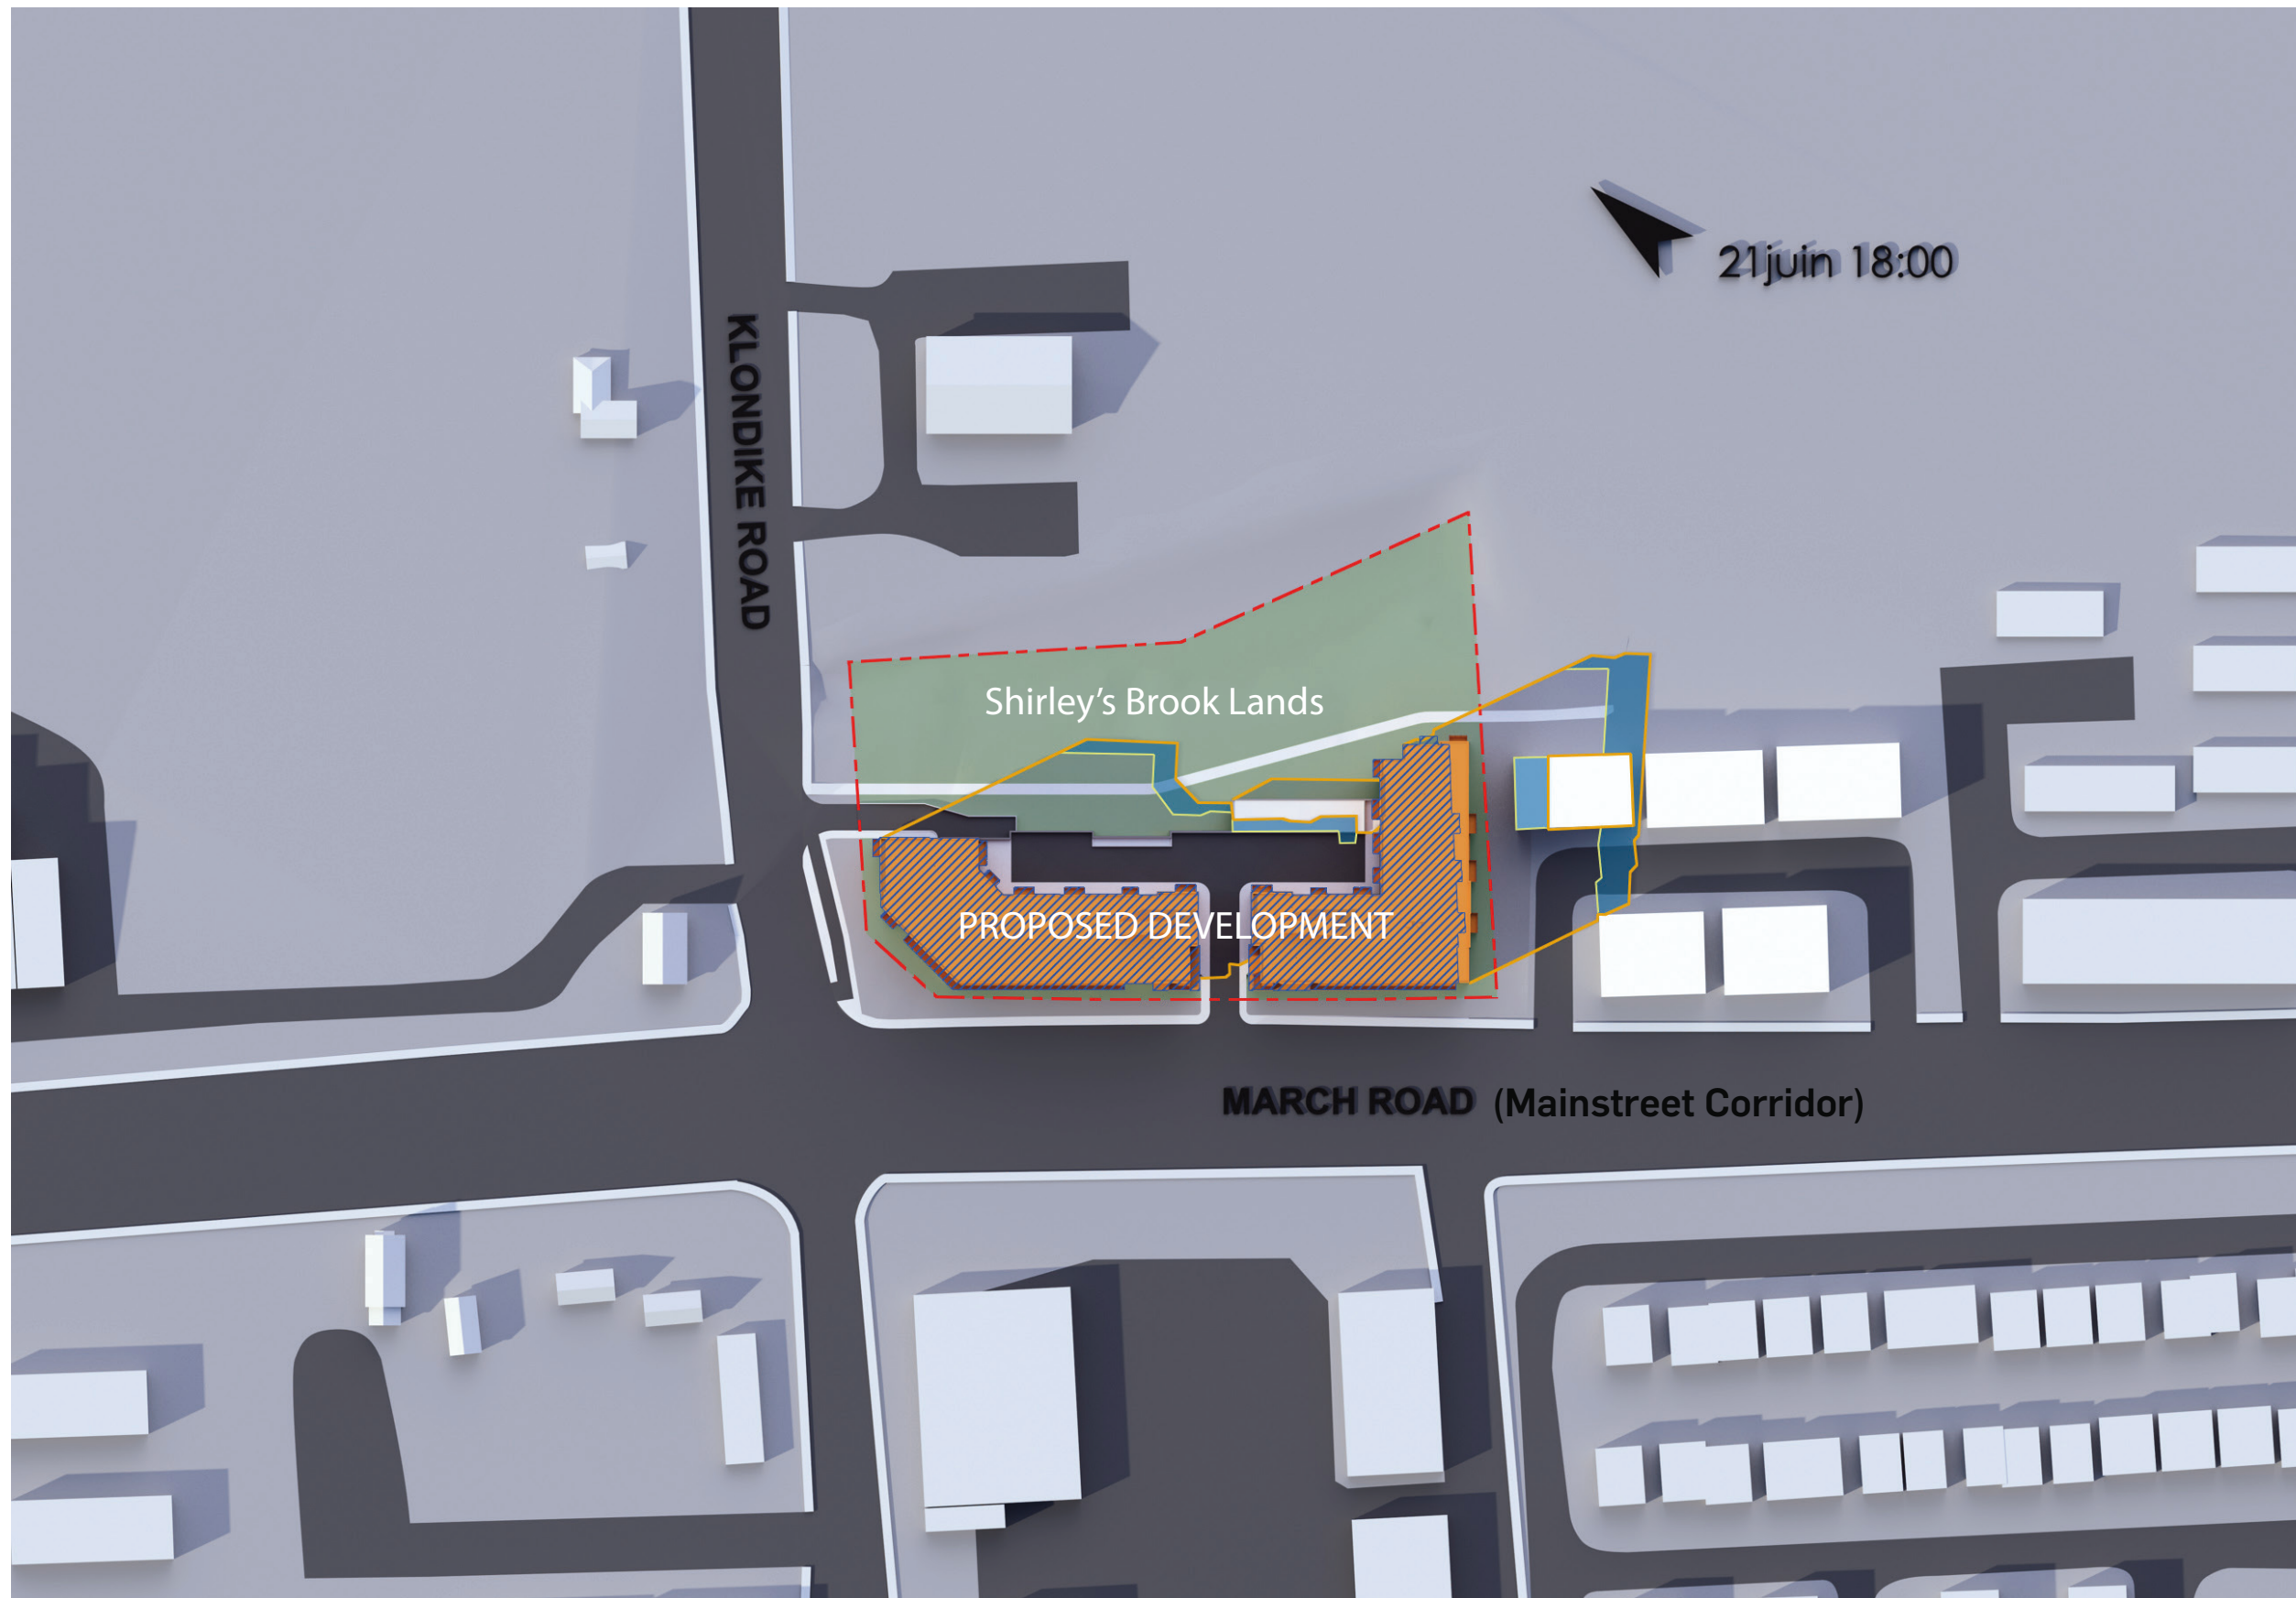 21 juin 18:00
KLONDIKE ROAD
Shirley's Brook Lands
PROPOSED DEVELOPMENT
MARCH ROAD (Mainstreet Corridor)